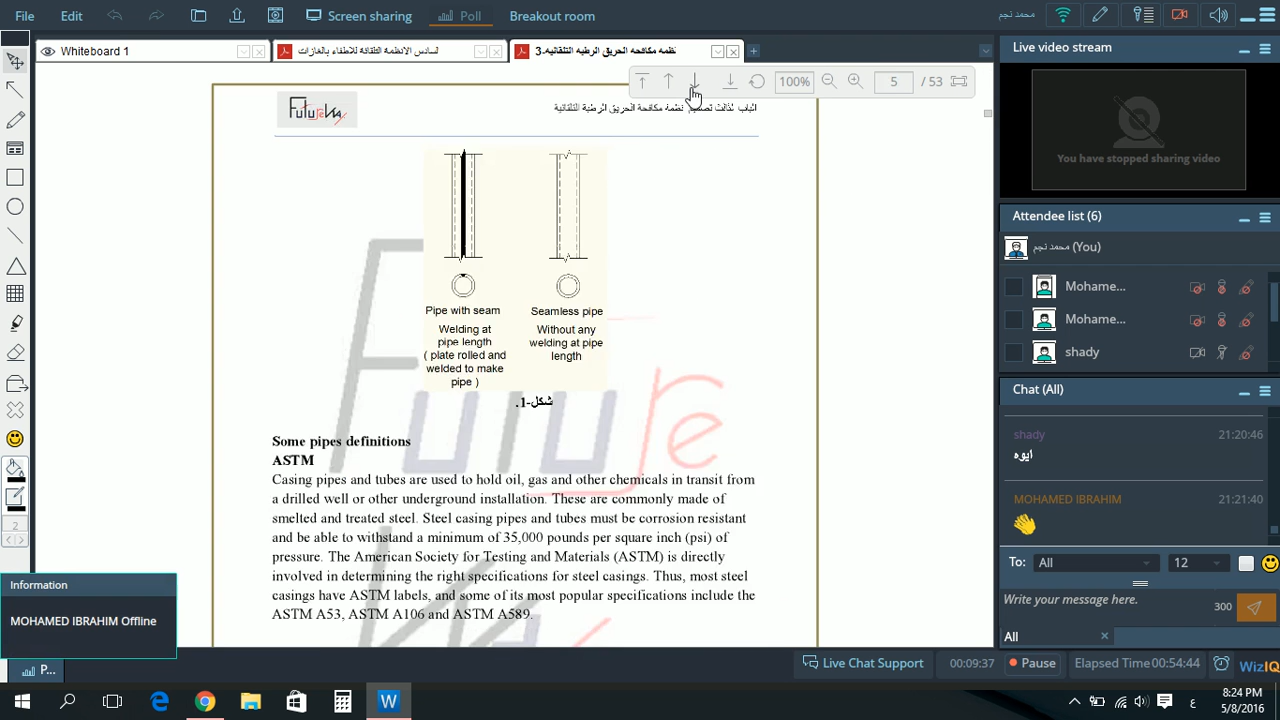 File
Edit
Screen sharing
Poll
Breakout room
محمد نجم
Whiteboard 1
لسادس الانظمة التلقائة للاطفاء بالغازات
3-نظمه مكافحه الحريق الرطبه التلقائيه
Live video stream
100%
5
/ 53
FutureWay
الباب الثالث تصميم نظمة مكافحة الحريق الرطبة التلقائية
You have stopped sharing video
Attendee list (6)
محمد نجم (You)
Mohame...
Mohame...
shady
Pipe with seam
Welding at
pipe length
( plate rolled and
welded to make
pipe )
Seamless pipe
Without any
welding at pipe
length
شكل-1.
Future
Some pipes definitions
ASTM
Casing pipes and tubes are used to hold oil, gas and other chemicals in transit from
a drilled well or other underground installation. These are commonly made of
smelted and treated steel. Steel casing pipes and tubes must be corrosion resistant
and be able to withstand a minimum of 35,000 pounds per square inch (psi) of
pressure. The American Society for Testing and Materials (ASTM) is directly
involved in determining the right specifications for steel casings. Thus, most steel
casings have ASTM labels, and some of its most popular specifications include the
ASTM A53, ASTM A106 and ASTM A589.
Chat (All)
shady
21:20:46
ايوه
MOHAMED IBRAHIM
21:21:40
To:
All
12
Write your message here.
300
All
2
Information
MOHAMED IBRAHIM Offline
P...
Live Chat Support
00:09:37
Pause
Elapsed Time
00:54:44
WizIQ
ع
8:24 PM
5/8/2016